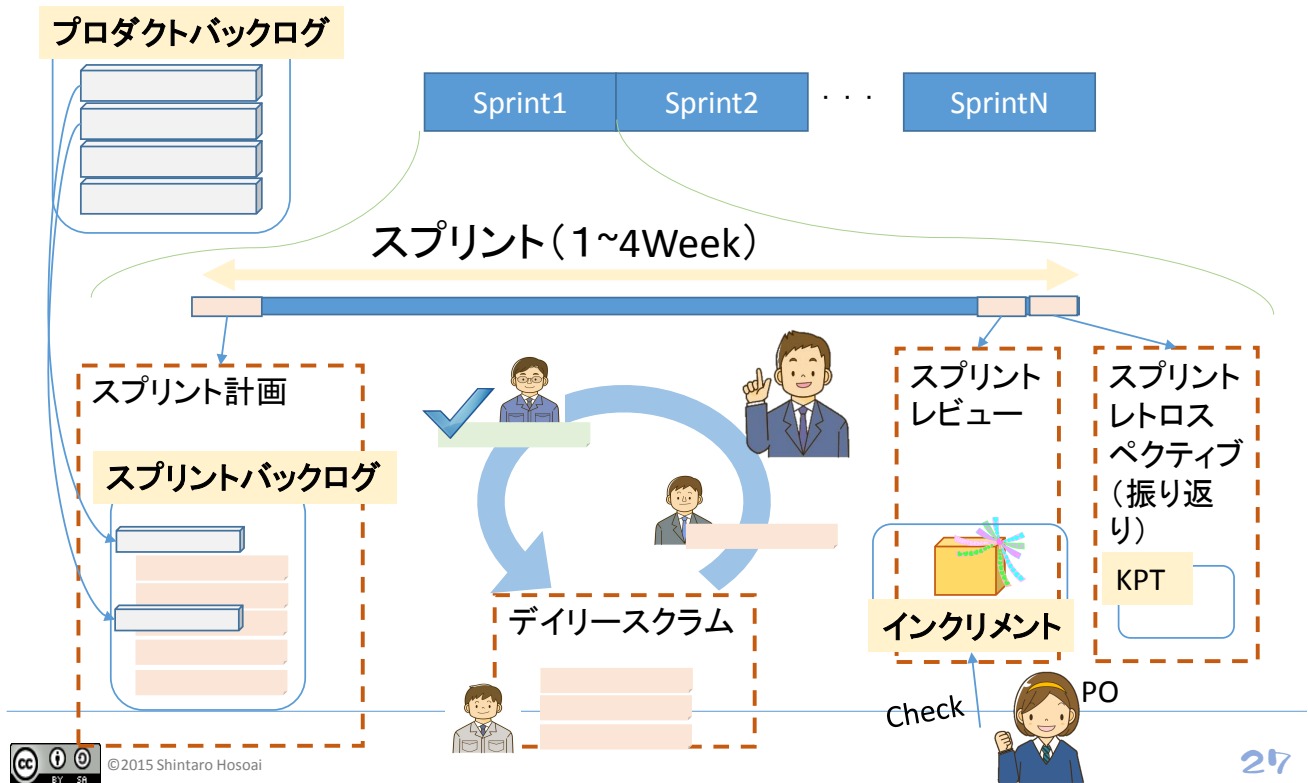 プロダクトバックログ
Sprint1
Sprint2
・・・
SprintN
スプリント（１~4Week）
スプリント計画
スプリントバックログ
デイリースクラム
スプリント
レビュー
インクリメント
スプリント
レトロス
ペクティブ
（振り返
り）
KPT
Check
PO
cc
BY SA
©2015 Shintaro Hosoai
27